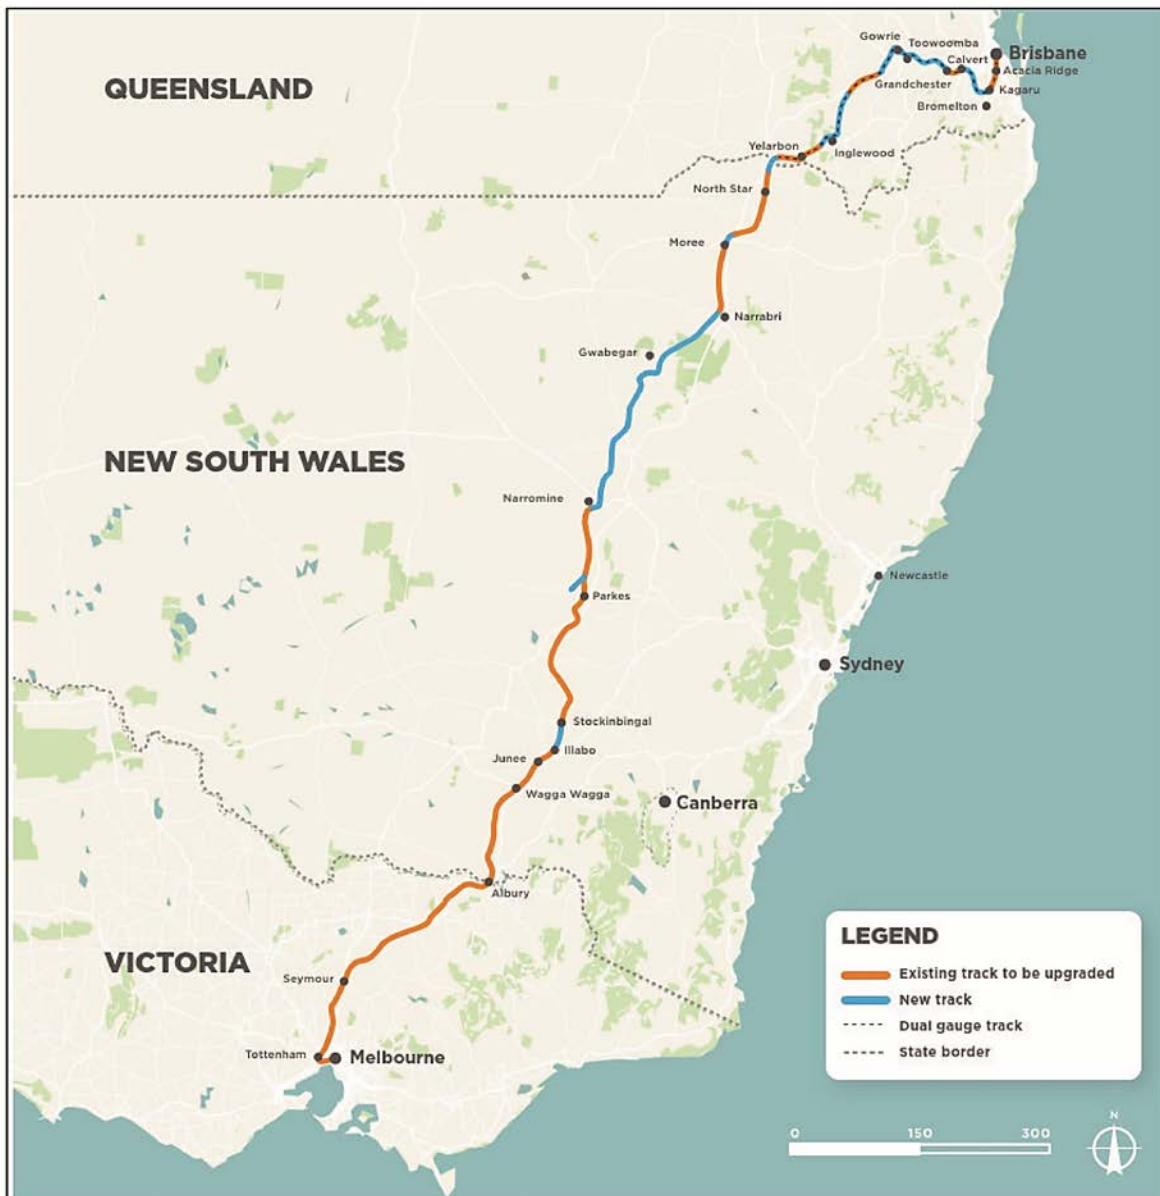 Gowrie
Toowoomba
Brisbane
Calvert
Acacia Ridge
QUEENSLAND
Grandchester
Kagaru
Bromelton
Yelarbon
Inglewood
North Star
Moree
Narrabri
Gwabegar
NEW SOUTH WALES
Narromine
Newcastle
Parkes
Sydney
Stockinbingal
Illabo
Junee
Wagga Wagga
Canberra
Albury
LEGEND
VICTORIA
Existing track to be upgraded
Seymour
New track
Dual gauge track
State border
Tottenham
Melbourne
N
0 150 300